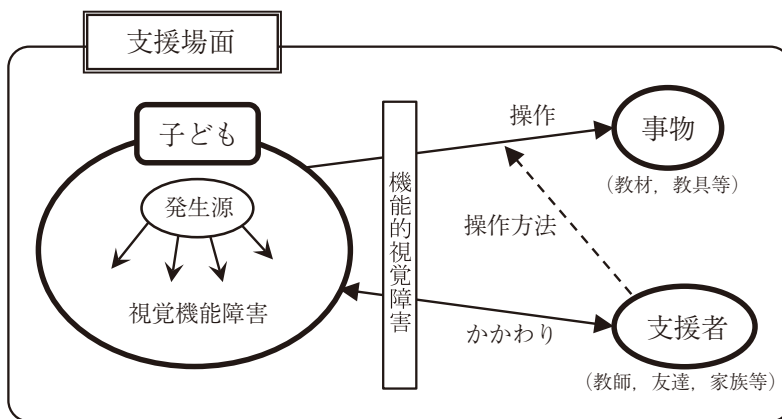 支援場面
子ども
発生源
視覚機能障害
機能的視覚障害
操作
事物
（教材，教具等）
操作方法
かかわり
支援者
（教師，友達，家族等）